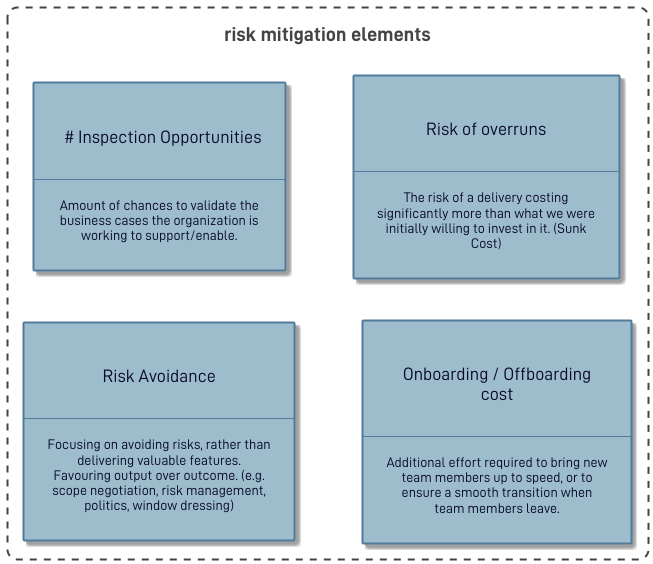 risk mitigation elements
# Inspection Opportunities
Amount of chances to validate the
business cases the organization is
working to support/enable.
Risk of overruns
The risk of a delivery costing
significantly more than what we were
initially willing to invest in it. (Sunk
Cost)
Risk Avoidance
Focusing on avoiding risks, rather than
delivering valuable features.
Favouring output over outcome. (e.g.
scope negotiation, risk management,
politics, window dressing)
Onboarding / Offboarding
cost
Additional effort required to bring new
team members up to speed, or to
ensure a smooth transition when
team members leave.